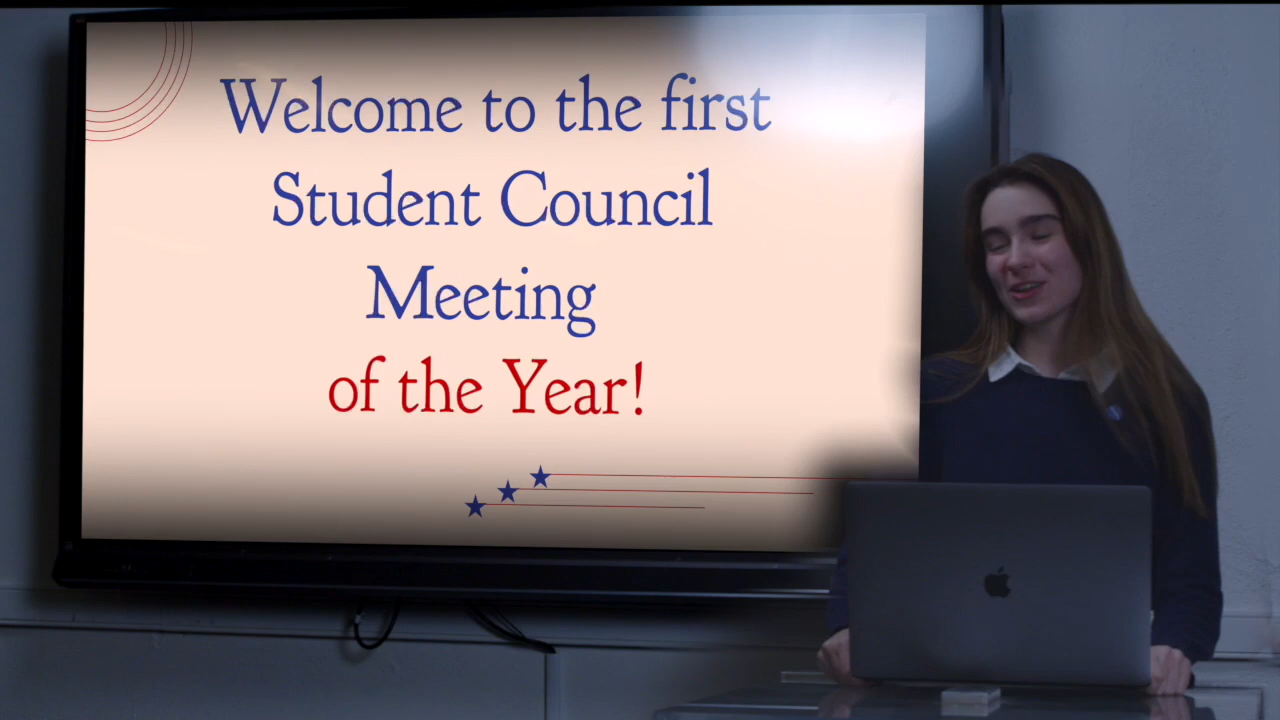 Welcome to the first
Student Council
Meeting
of the Year!